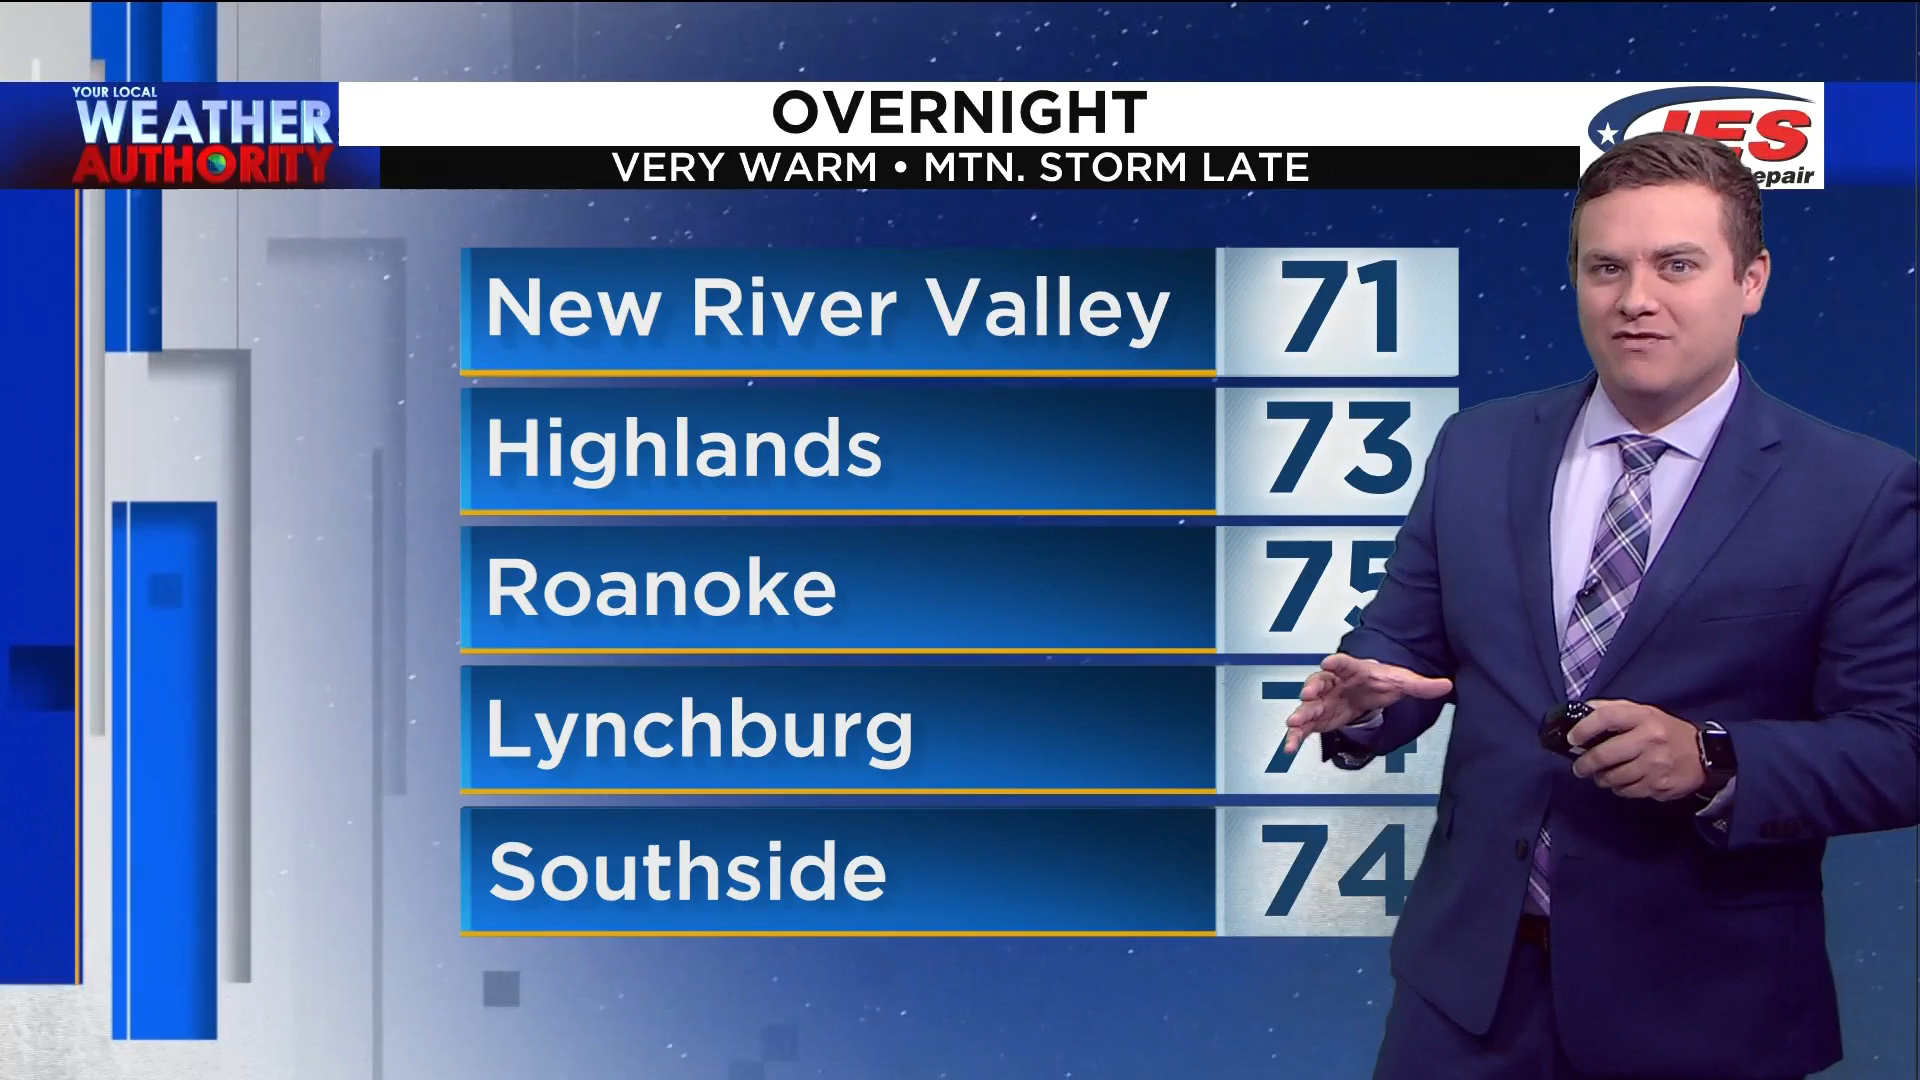 YOUR LOCAL
WEATHER
AUTHORITY
OVERNIGHT
VERY WARM • MTN. STORM LATE
New River Valley 71
Highlands 73
Roanoke 75
Lynchburg
Southside 74